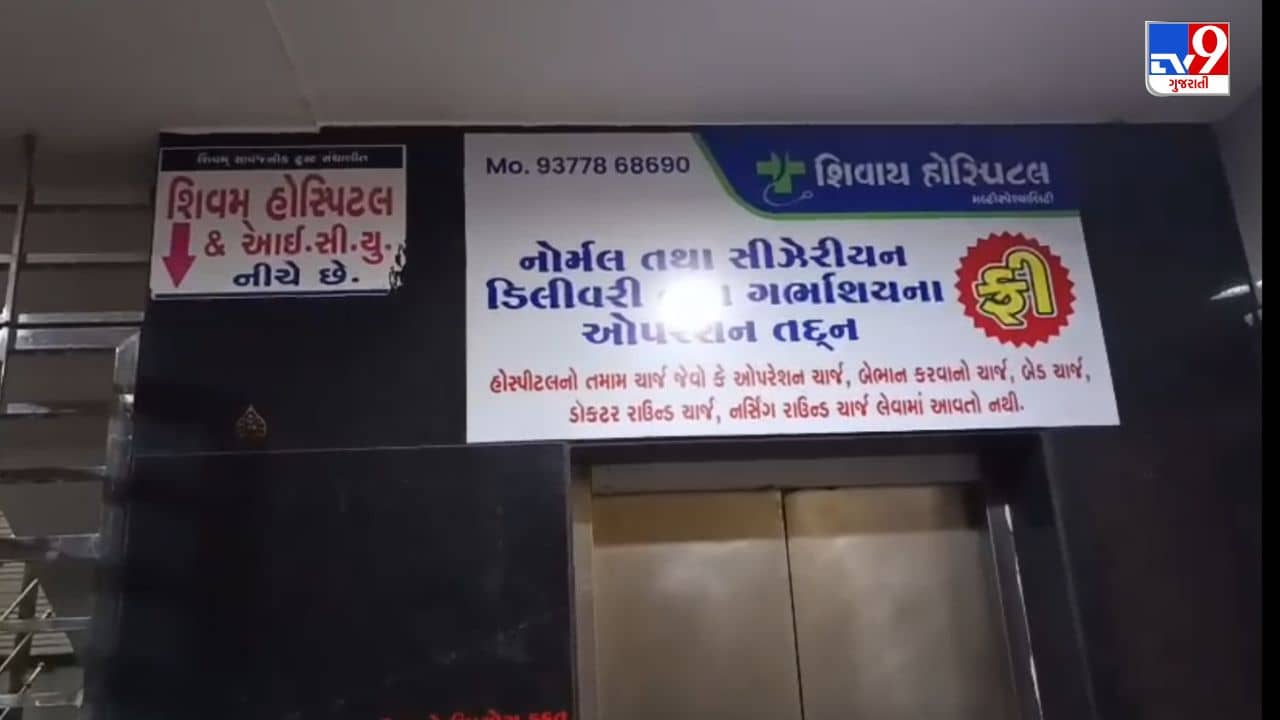 TV9
ગુજરાતી
શિવમ્ સાર્વજનીક ટ્રસ્ટ સંચાલીત
શિવમ્ હોસ્પિટલ
& આઈ.સી.યુ.
નીચે છે.
Mo. 93778 68690
શિવાય હોસ્પિટલ
મલ્ટીસ્પેશ્યાલિટી
નોર્મલ તથા સીઝેરીયન
ડિલીવરી ગર્ભાશયના
ઓપરેશન તદ્દન
ફ્રી
હોસ્પીટલનો તમામ ચાર્જ જેવો કે ઓપરેશન ચાર્જ, બેભાન કરવાનો ચાર્જ, બેડ ચાર્જ,
ડોકટર રાઉન્ડ ચાર્જ, નર્સિંગ રાઉન્ડ ચાર્જ લેવામાં આવતો નથી.